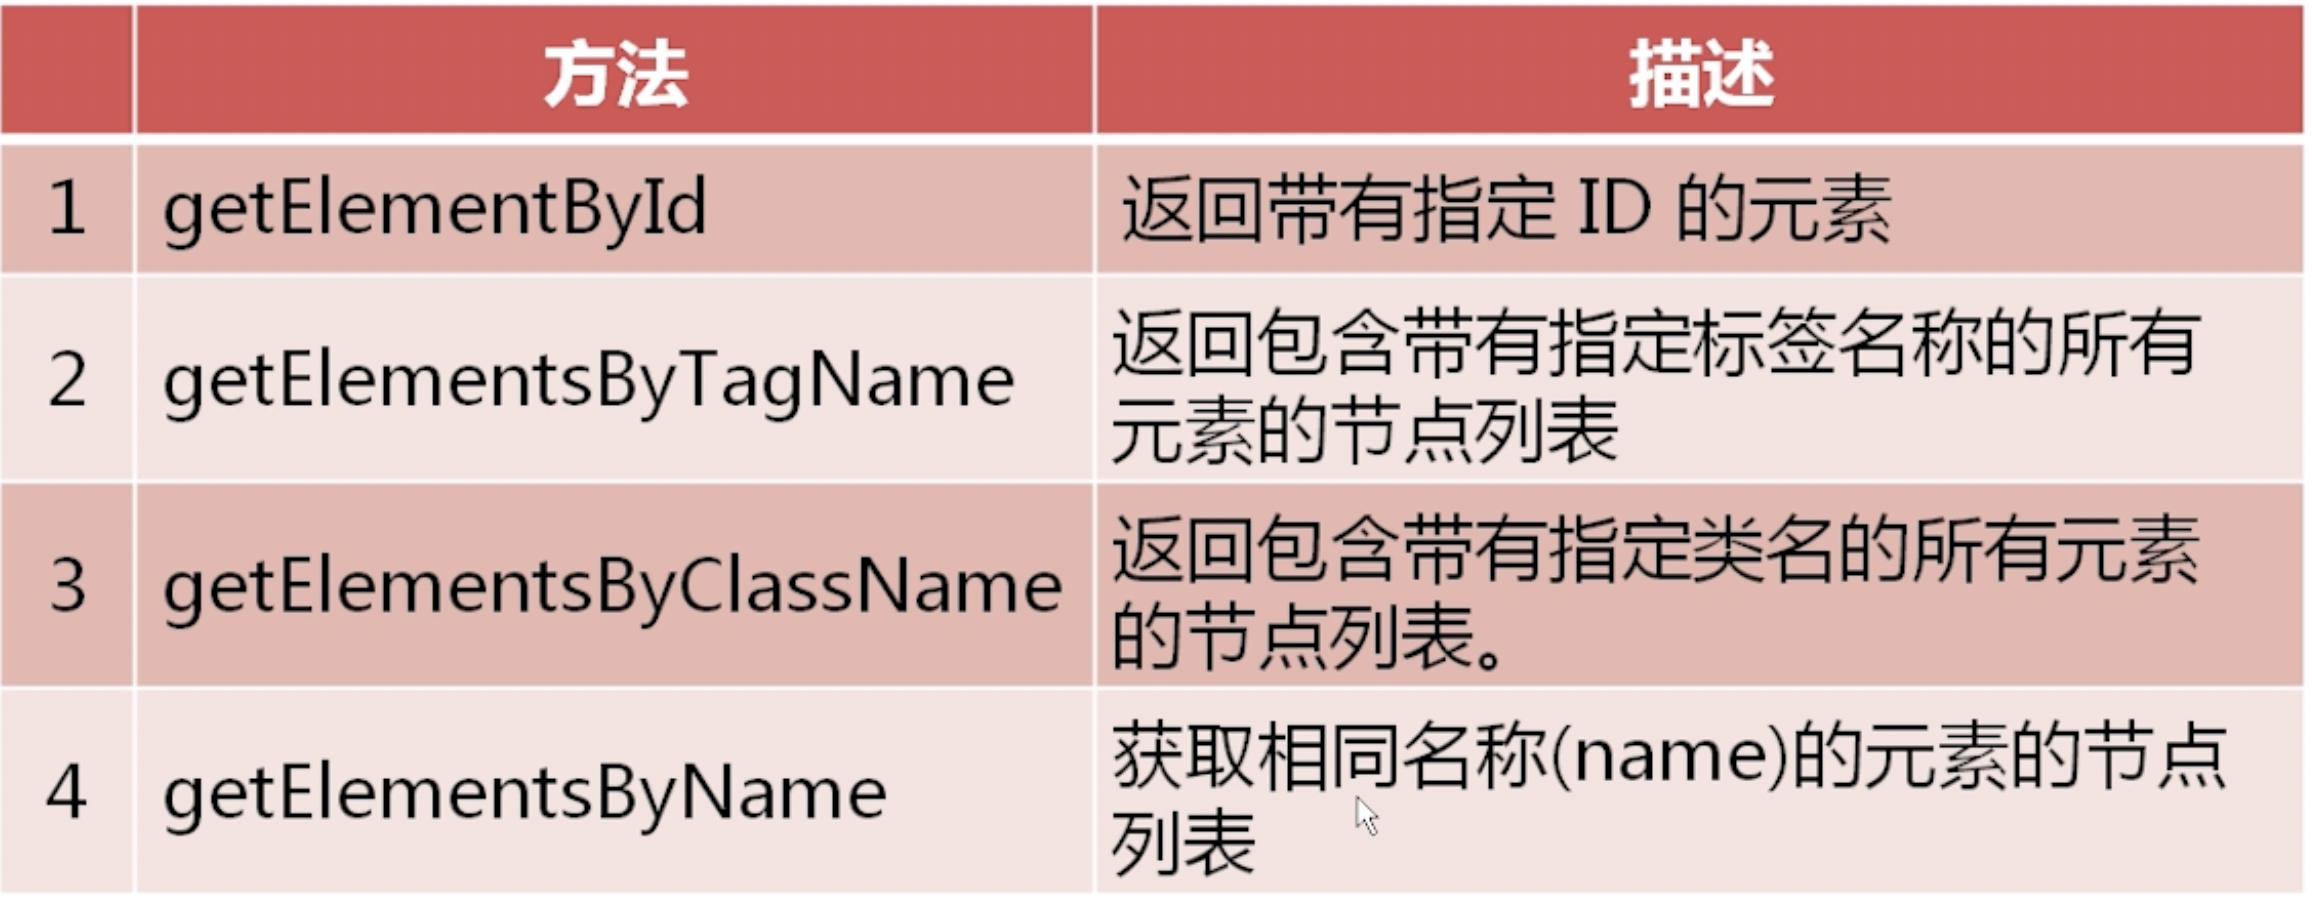 方法 描述
1 getElementById 返回带有指定 ID 的元素
2 getElementsByTagName 返回包含带有指定标签名称的所有
元素的节点列表
3 getElementsByClassName 返回包含带有指定类名的所有元素
的节点列表。
4 getElementsByName 获取相同名称(name)的元素的节点
列表